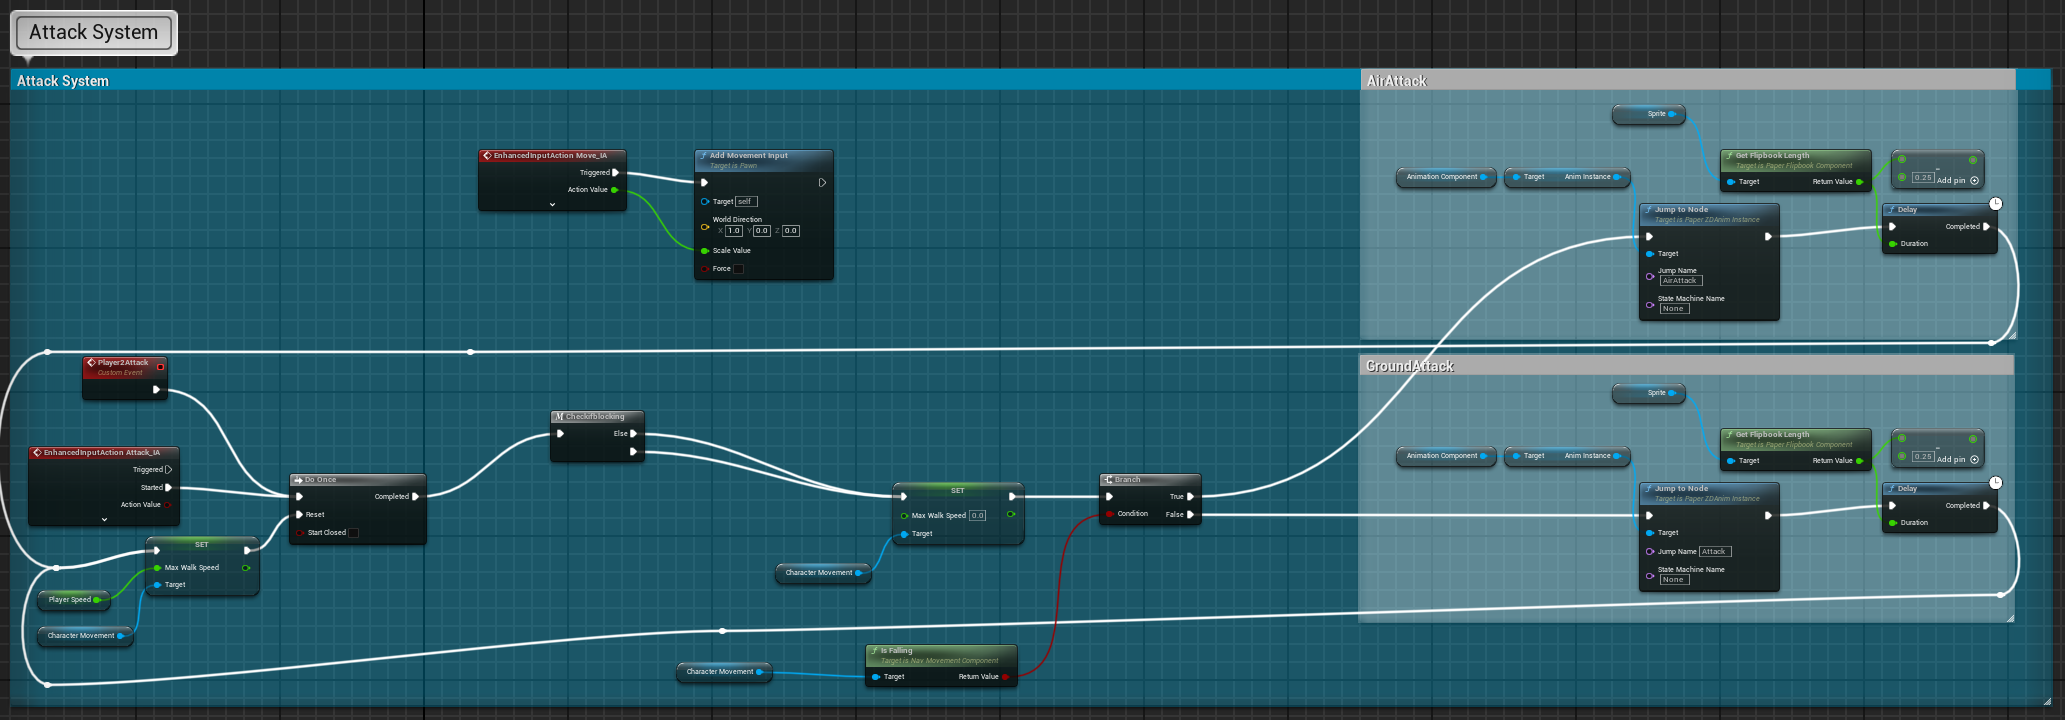 Attack System
Attack System
AirAttack
Sprite
EnhancedInputAction Move_IA
Triggered
Action Value
Add Movement Input
Target is Pawn
Target self
World Direction
X 1.0 Y 0.0 Z 0.0
Scale Value
Force
Animation Component
Target Anim Instance
Get Flipbook Length
Target is Paper Flipbook Component
Target Return Value
0.25 Add pin
Jump to Node
Target is Paper ZDAnim Instance
Target
Jump Name
AirAttack
State Machine Name
None
Delay
Completed
Duration
Player2Attack
Custom Event
EnhancedInputAction Attack_IA
Triggered
Started
Action Value
SET
Max Walk Speed
Target
Player Speed
Character Movement
Do Once
Completed
Reset
Start Closed
M Checkifblocking
Else
SET
Max Walk Speed 0.0
Target
Character Movement
Branch
True
Condition False
Character Movement
Is Falling
Target is Nav Movement Component
Target Return Value
GroundAttack
Sprite
Animation Component
Target Anim Instance
Get Flipbook Length
Target is Paper Flipbook Component
Target Return Value
0.25 Add pin
Jump to Node
Target is Paper ZDAnim Instance
Target
Jump Name Attack
State Machine Name
None
Delay
Completed
Duration